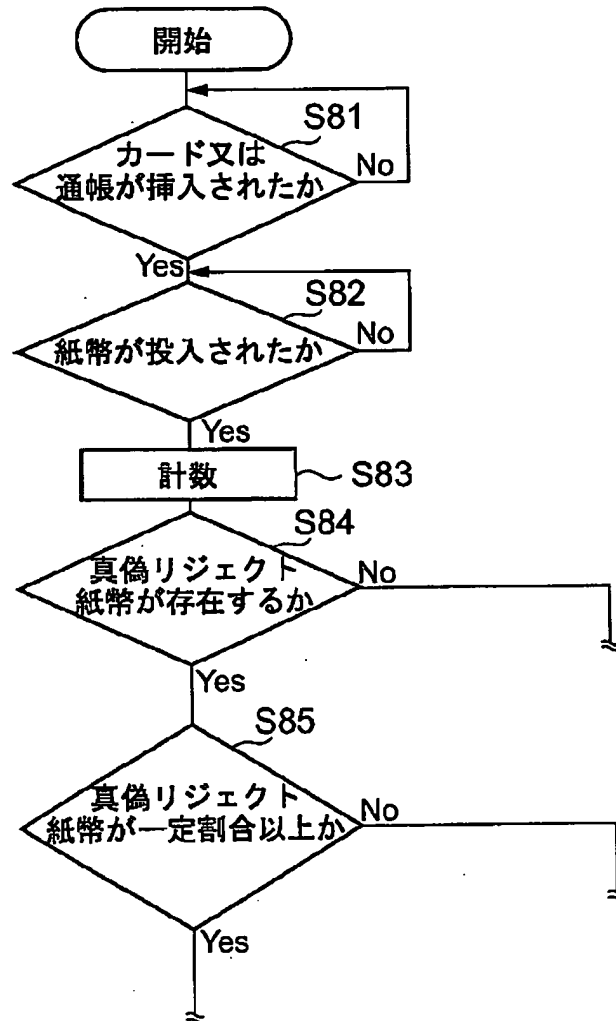 開始
S81
カード又は
通帳が挿入されたか
No
Yes
S82
紙幣が投入されたか
No
Yes
計数
S83
S84
真偽リジェクト
紙幣が存在するか
No
Yes
S85
真偽リジェクト
紙幣が一定割合以上か
No
Yes